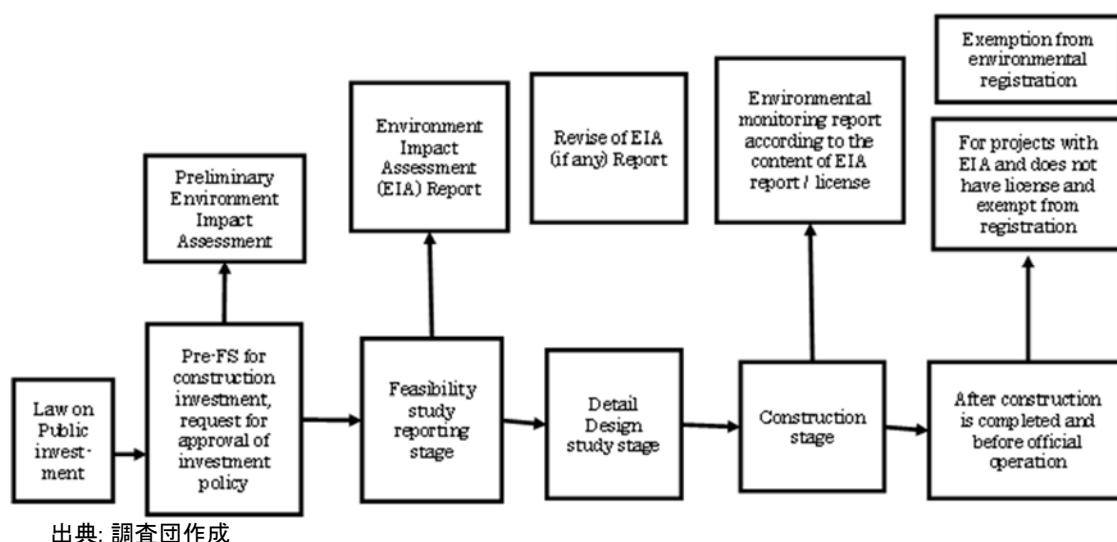 Exemption from
environmental
registration
Environment
Impact
Assessment
(EIA) Report
Revise of EIA
(if any) Report
Environmental
monitoring report
according to the
content of EIA
report / license
For projects with
EIA and does not
have license and
exempt from
registration
Preliminary
Environment
Impact
Assessment
Law on
Public
invest-
ment
Pre-FS for
construction
investment,
request for
approval of
investment
policy
Feasibility
study
reporting
stage
Detail
Design
study stage
Construction
stage
After construction
is completed and
before official
operation
出典: 調査団作成